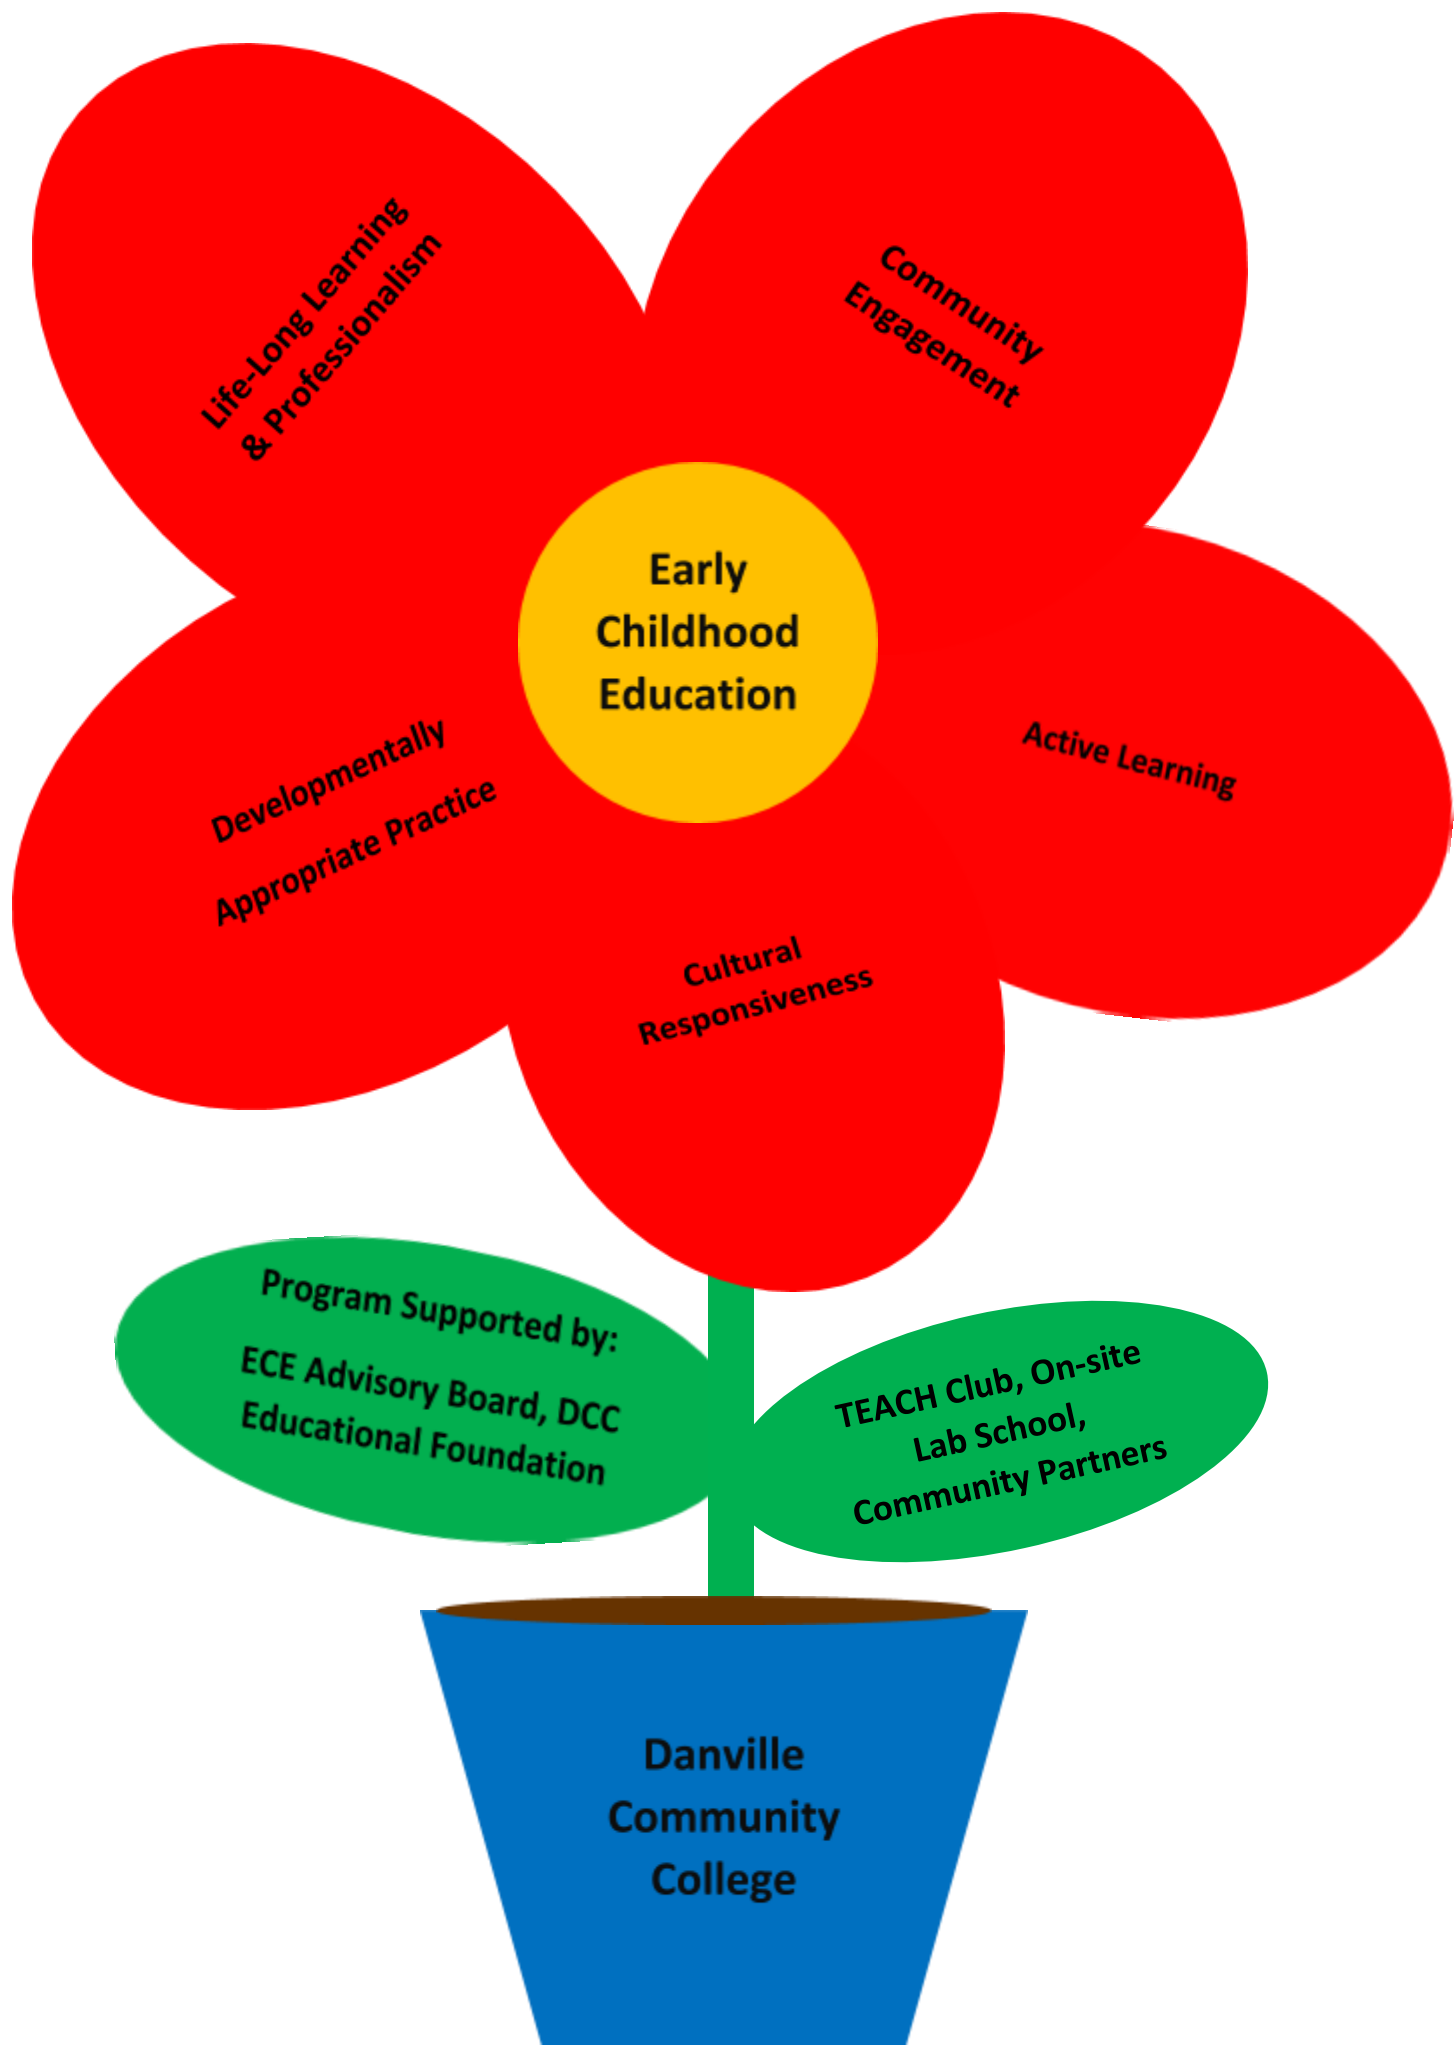 Life-Long Learning
& Professionalism
Community
Engagement
Early
Childhood
Education
Active Learning
Developmentally
Appropriate Practice
Cultural
Responsiveness
Program Supported by:
ECE Advisory Board, DCC
Educational Foundation
TEACH Club, On-site
Lab School,
Community Partners
Danville
Community
College